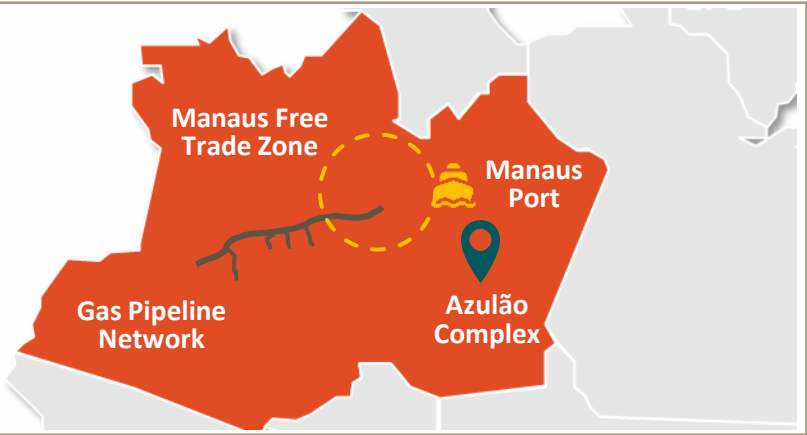 Manaus Free
Trade Zone
Manaus
Port
Gas Pipeline
Network
Azulão
Complex